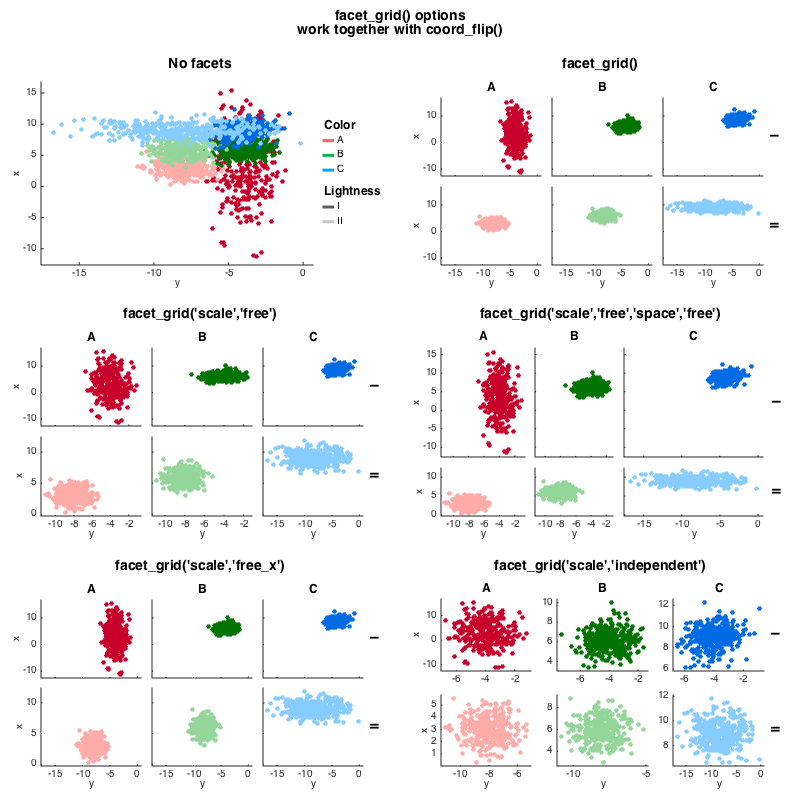 facet_grid() options
work together with coord_flip()
No facets
15
10
5
0
-5
-10
x
-15 -10 -5 0
y
Color
A
B
C
Lightness
I
II
facet_grid()
A B C
10
0
-10
x
I
10
0
-10
x
II
-15 -10 -5 0 -15 -10 -5 0 -15 -10 -5 0
y y y
facet_grid('scale','free')
A B C
10
0
-10
x
I
10
5
0
x
II
-10 -8 -6 -4 -2 -10 -8 -6 -4 -2 -15 -10 -5 0
y y y
facet_grid('scale','free','space','free')
A B C
15
10
5
0
-5
-10
x
I
10
5
0
x
II
-10 -8 -6 -4 -2 -10 -8 -6 -4 -2 -15 -10 -5 0
y y y
facet_grid('scale','free_x')
A B C
10
0
-10
x
I
10
5
0
x
II
-15 -10 -5 0 -15 -10 -5 0 -15 -10 -5 0
y y y
facet_grid('scale','independent')
A B C
10
0
-10
x
-6 -4 -2
10
8
6
4
-6 -4 -2
12
10
8
6
-6 -4 -2
I
5
4
3
2
1
x
-10 -8 -6
y
8
6
4
-10 -5
y
12
10
8
-15 -10 -5 0
y
II